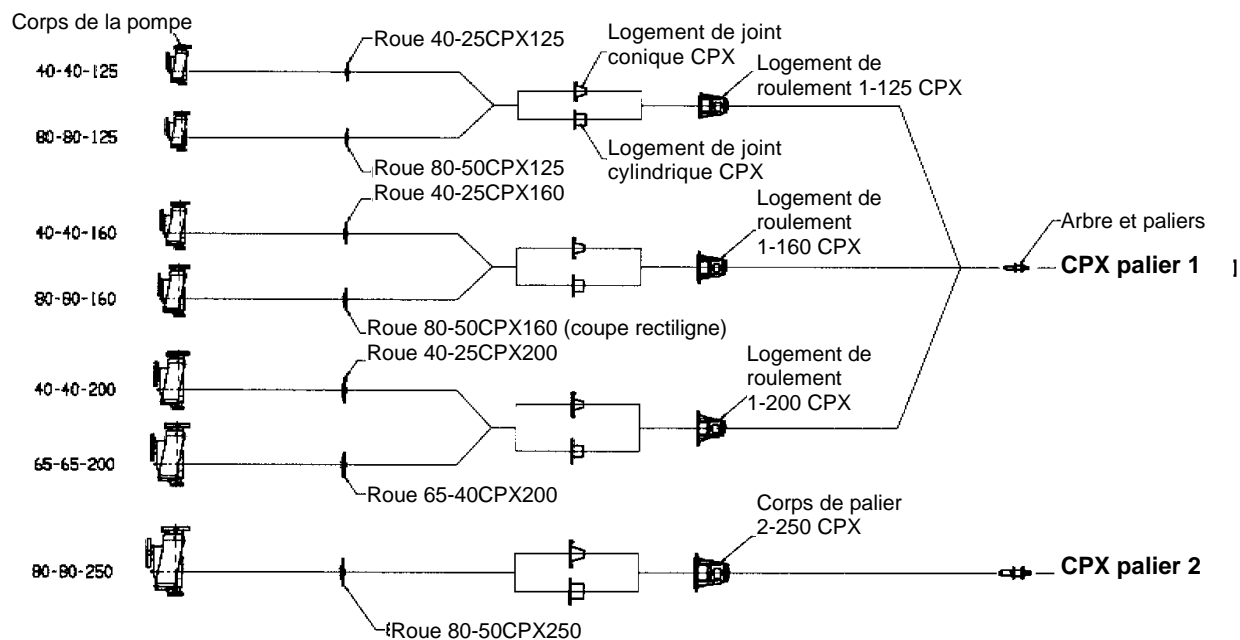 Corps de la pompe
40-40-125
Roue 40-25CPX125
Logement de joint
conique CPX
Logement de
roulement 1-125 CPX
80-80-125
Roue 80-50CPX125
Logement de joint
cylindrique CPX
Roue 40-25CPX160
40-40-160
Logement de
roulement
1-160 CPX
Arbre et paliers
CPX palier 1
80-80-160
Roue 80-50CPX160 (coupe rectiligne)
Roue 40-25CPX200
40-40-200
Logement de
roulement
1-200 CPX
65-65-200
Roue 65-40CPX200
Corps de palier
2-250 CPX
80-80-250
CPX palier 2
Roue 80-50CPX250